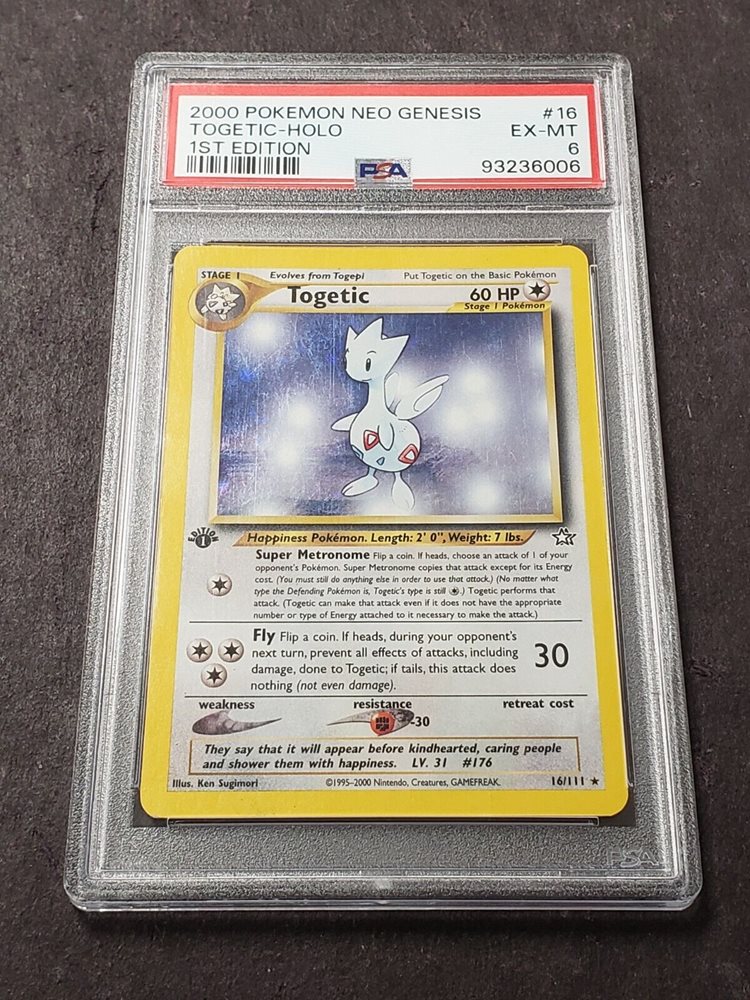 2000 POKEMON NEO GENESIS #16
TOGETIC-HOLO EX-MT
1ST EDITION 6
PSA 93236006
STAGE 1 Evolves from Togepi Put Togetic on the Basic Pokémon
Togetic 60 HP
Stage 1 Pokémon
EDITION
1
Happiness Pokémon. Length: 2' 0", Weight: 7 lbs.
Super Metronome Flip a coin. If heads, choose an attack of 1 of your
opponent's Pokémon. Super Metronome copies that attack except for its Energy
cost. (You must still do anything else in order to use that attack.) (No matter what
type the Defending Pokémon is, Togetic's type is still .) Togetic performs that
attack. (Togetic can make that attack even if it does not have the appropriate
number or type of Energy attached to it necessary to make the attack.)
Fly Flip a coin. If heads, during your opponent's
next turn, prevent all effects of attacks, including
damage, done to Togetic; if tails, this attack does
nothing (not even damage).
30
weakness resistance retreat cost
-30
They say that it will appear before kindhearted, caring people
and shower them with happiness. LV. 31 #176
Illus. Ken Sugimori ©1995-2000 Nintendo, Creatures, GAMEFREAK. 16/111 ★
PSA